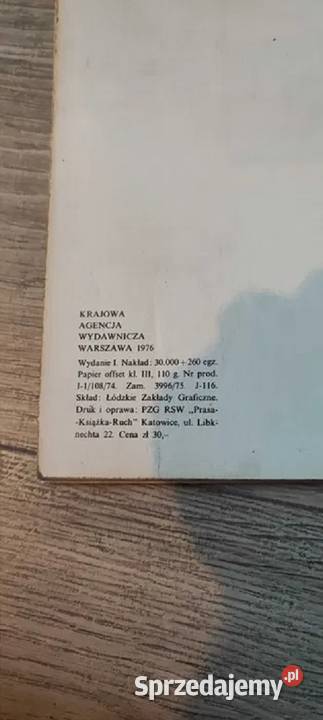 KRAJOWA
AGENCJA
WYDAWNICZA
WARSZAWA 1976
Wydanie I. Nakład: 30.000 + 260 egz.
Papier offset kl. III, 110 g. Nr prod.
I-1/108/74. Zam. 3996/75. J-116.
Skład: Łódzkie Zakłady Graficzne.
Druk i oprawa: PZG RSW „Prasa-
-Książka-Ruch" Katowice, ul. Libk-
nechta 22. Cena zł 30,-
Sprzedajemy.pl